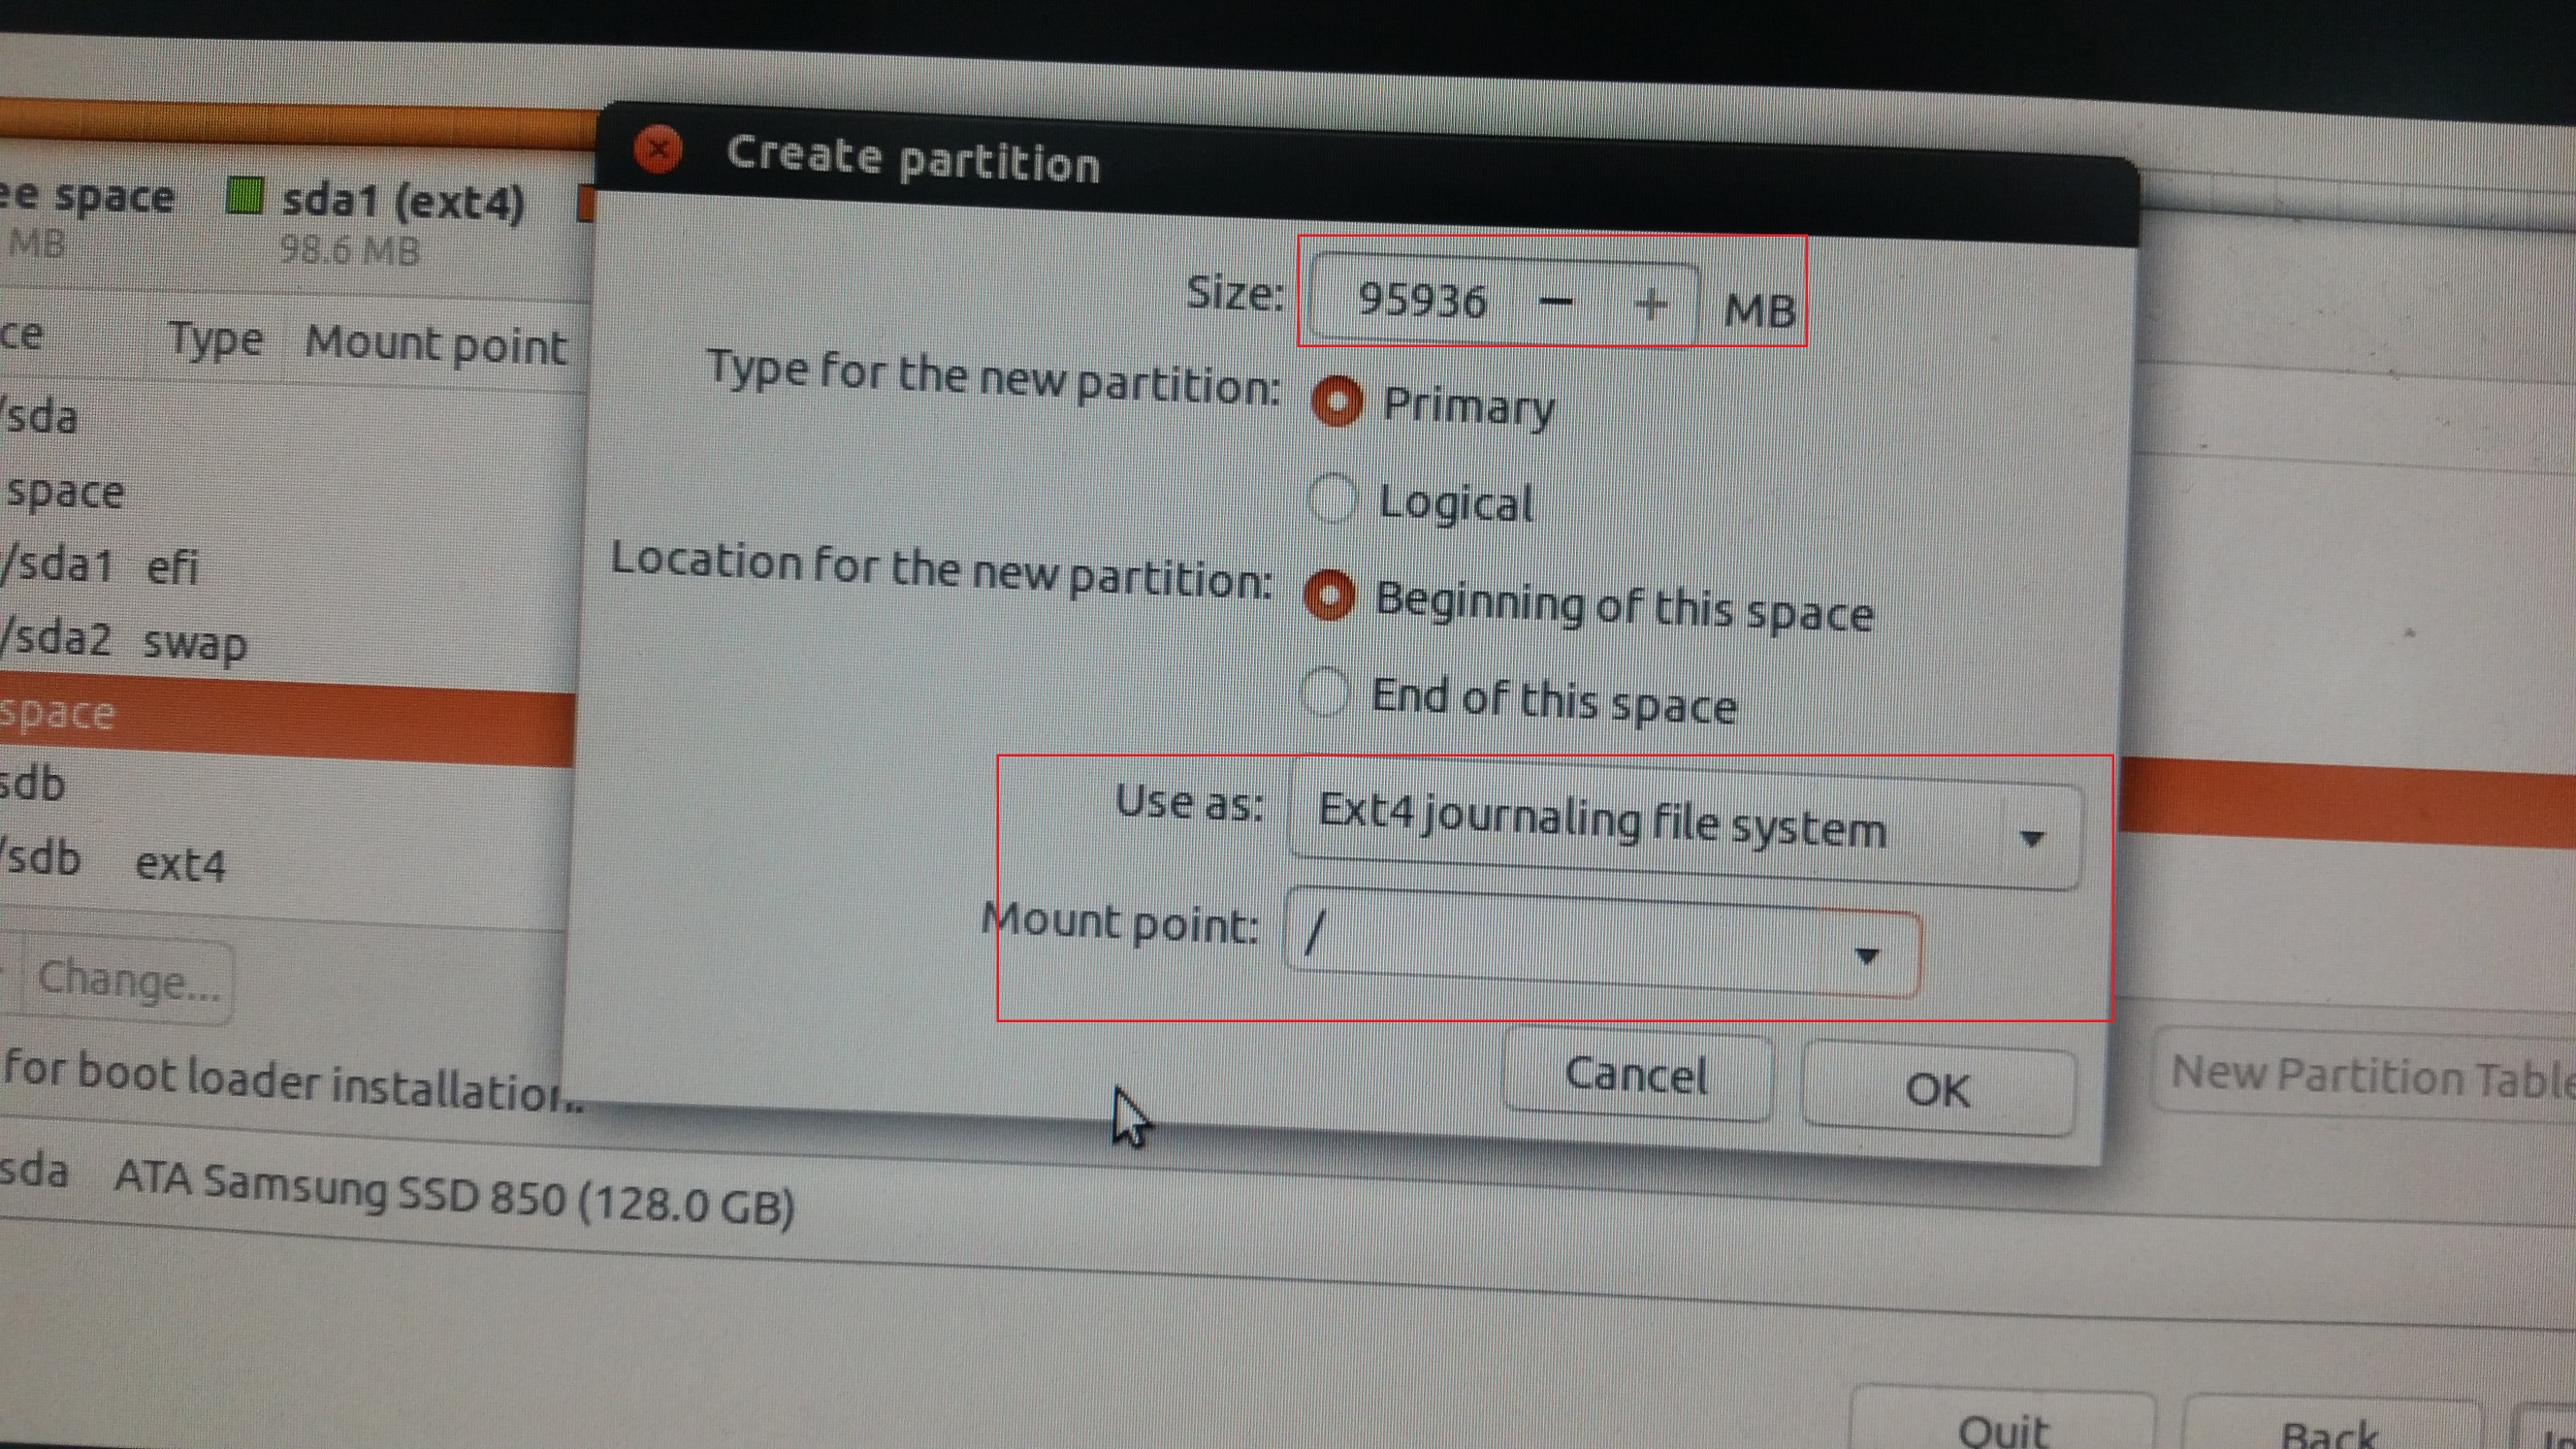 Create partition
ee space sda1 (ext4)
MB 98.6 MB
Size: 95936 − + MB
ce Type Mount point
Type for the new partition: Primary
/sda
Logical
space
Location for the new partition: Beginning of this space
/sda1 efi
/sda2 swap
End of this space
space
sdb
Use as: Ext4 journaling file system
/sdb ext4
Mount point: /
Change...
Cancel OK
for boot loader installation..
New Partition Table
sda ATA Samsung SSD 850 (128.0 GB)
Quit Back